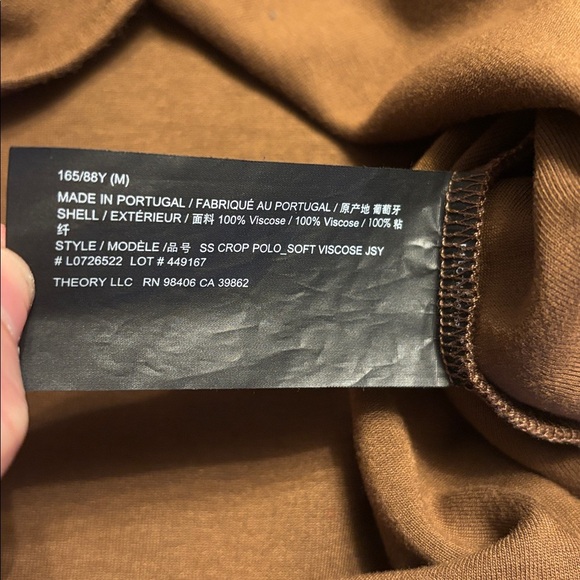 165/88Y (M)
MADE IN PORTUGAL / FABRIQUÉ AU PORTUGAL / 原产地 葡萄牙
SHELL / EXTÉRIEUR / 面料 100% Viscose / 100% Viscose / 100% 粘
纤
STYLE / MODÈLE /品号 SS CROP POLO_SOFT VISCOSE JSY
# L0726522 LOT # 449167
THEORY LLC RN 98406 CA 39862